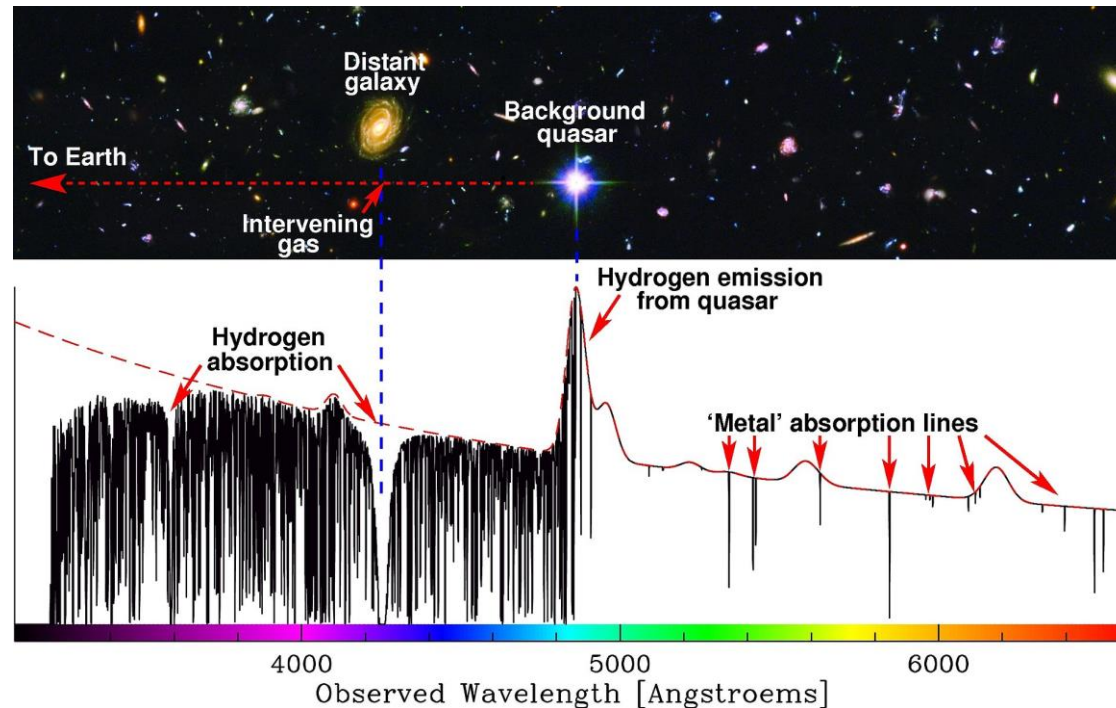 Distant
galaxy
Background
quasar
To Earth
Intervening
gas
Hydrogen emission
from quasar
Hydrogen
absorption
'Metal' absorption lines
4000 5000 6000
Observed Wavelength [Angstroems]